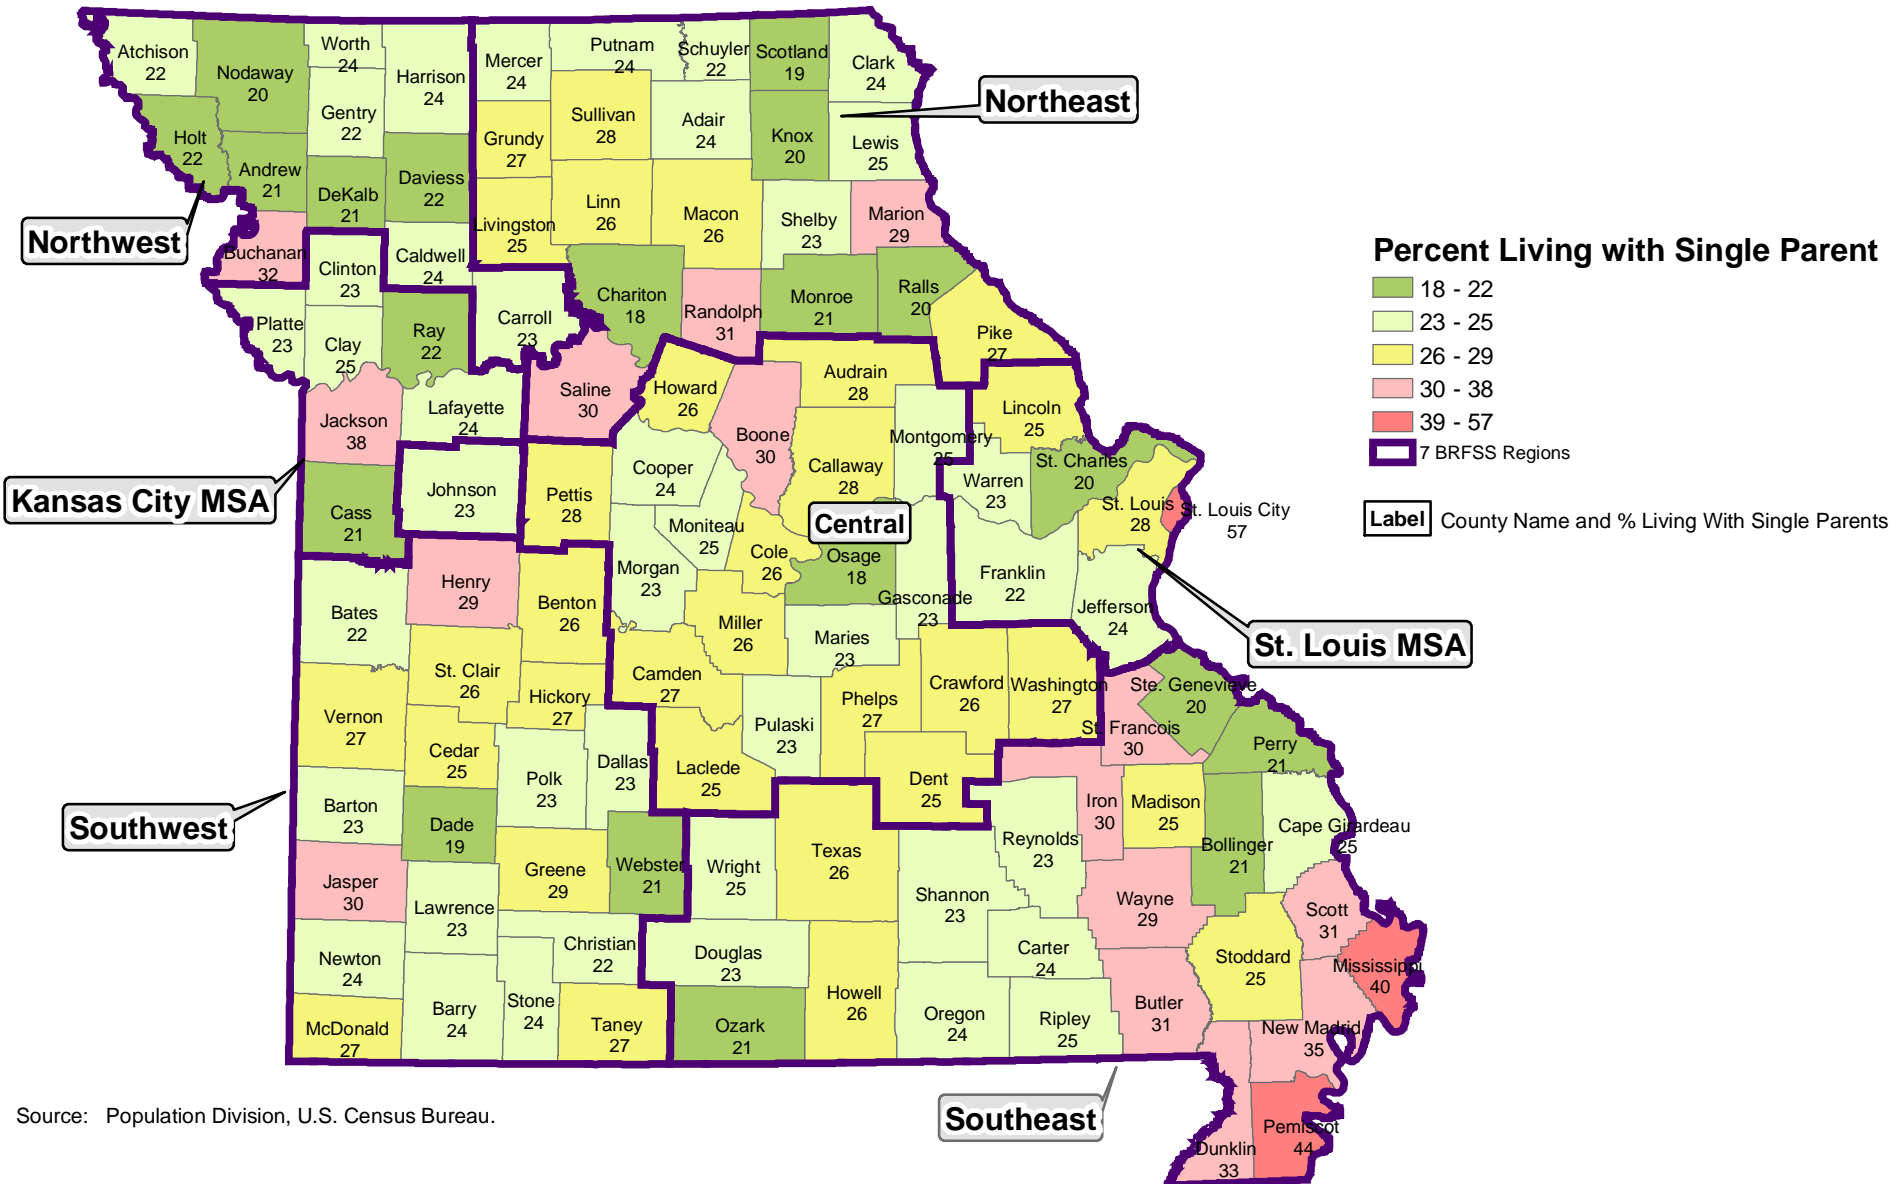 Atchison
22
Nodaway
20
Worth
24
Harrison
24
Mercer
24
Putnam
24
Schuyler
22
Scotland
19
Clark
24
Northeast
Gentry
22
Sullivan
28
Adair
24
Knox
20
Lewis
25
Holt
22
Andrew
21
DeKalb
21
Daviess
22
Grundy
27
Livingston
25
Linn
26
Macon
26
Shelby
23
Marion
29
Northwest
Buchanan
32
Clinton
23
Caldwell
24
Chariton
18
Randolph
31
Monroe
21
Ralls
20
Pike
27
Platte
23
Clay
25
Ray
22
Carroll
23
Percent Living with Single Parent
18 - 22
23 - 25
26 - 29
30 - 38
39 - 57
7 BRFSS Regions
Label County Name and % Living With Single Parents
Jackson
38
Lafayette
24
Saline
30
Howard
26
Boone
30
Audrain
28
Montgomery
25
Lincoln
25
Kansas City MSA
Cass
21
Johnson
23
Pettis
28
Cooper
24
Moniteau
25
Callaway
28
Central
Warren
23
St. Charles
20
St. Louis
28
St. Louis City
57
Henry
29
Bates
22
Benton
26
Morgan
23
Cole
26
Osage
18
Gasconade
23
Franklin
22
Jefferson
24
St. Louis MSA
St. Clair
26
Hickory
27
Camden
27
Miller
26
Maries
23
Phelps
27
Crawford
26
Washington
27
Ste. Genevieve
20
St. Francois
30
Perry
21
Vernon
27
Cedar
25
Polk
23
Dallas
23
Laclede
25
Pulaski
23
Dent
25
Southwest
Barton
23
Dade
19
Greene
29
Webster
21
Wright
25
Texas
26
Reynolds
23
Iron
30
Madison
25
Bollinger
21
Cape Girardeau
25
Jasper
30
Lawrence
23
Christian
22
Douglas
23
Shannon
23
Carter
24
Wayne
29
Stoddard
25
Scott
31
Mississippi
40
Newton
24
McDonald
27
Barry
24
Stone
24
Taney
27
Ozark
21
Howell
26
Oregon
24
Ripley
25
Butler
31
New Madrid
35
Southeast
Pemiscot
44
Dunklin
33
Source: Population Division, U.S. Census Bureau.